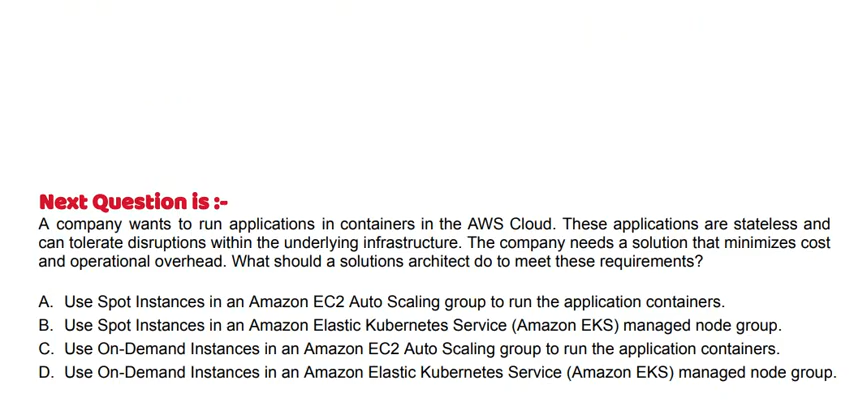 Next Question is :-
A company wants to run applications in containers in the AWS Cloud. These applications are stateless and
can tolerate disruptions within the underlying infrastructure. The company needs a solution that minimizes cost
and operational overhead. What should a solutions architect do to meet these requirements?
A. Use Spot Instances in an Amazon EC2 Auto Scaling group to run the application containers.
B. Use Spot Instances in an Amazon Elastic Kubernetes Service (Amazon EKS) managed node group.
C. Use On-Demand Instances in an Amazon EC2 Auto Scaling group to run the application containers.
D. Use On-Demand Instances in an Amazon Elastic Kubernetes Service (Amazon EKS) managed node group.